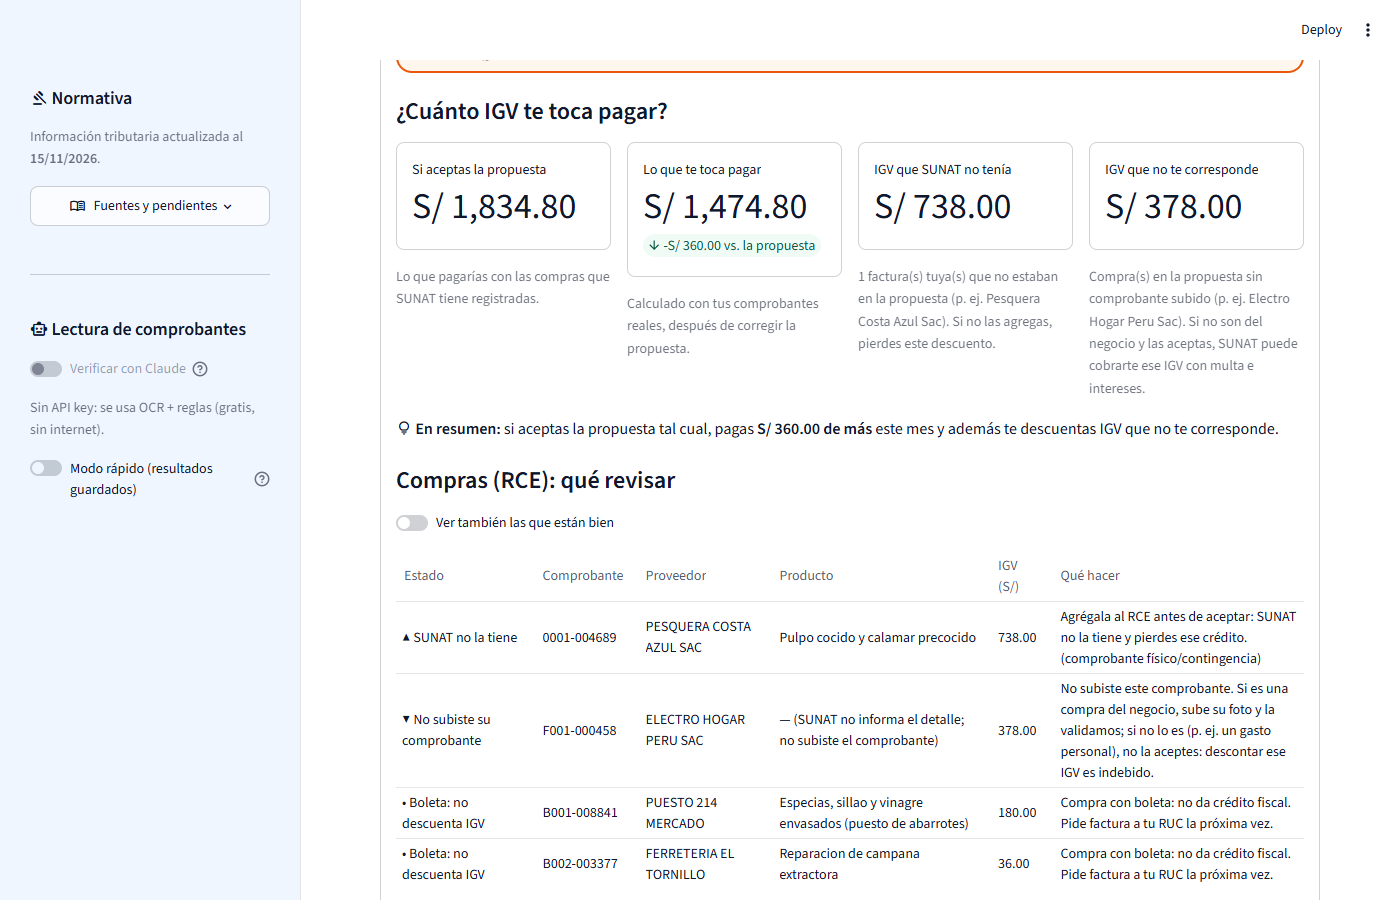 Deploy
Normativa
Información tributaria actualizada al
15/11/2026.
Fuentes y pendientes
Lectura de comprobantes
Verificar con Claude
Sin API key: se usa OCR + reglas (gratis,
sin internet).
Modo rápido (resultados
guardados)
¿Cuánto IGV te toca pagar?
Si aceptas la propuesta
S/ 1,834.80
Lo que pagarías con las compras que
SUNAT tiene registradas.
Lo que te toca pagar
S/ 1,474.80
↓ -S/ 360.00 vs. la propuesta
Calculado con tus comprobantes
reales, después de corregir la
propuesta.
IGV que SUNAT no tenía
S/ 738.00
1 factura(s) tuya(s) que no estaban
en la propuesta (p. ej. Pesquera
Costa Azul Sac). Si no las agregas,
pierdes este descuento.
IGV que no te corresponde
S/ 378.00
Compra(s) en la propuesta sin
comprobante subido (p. ej. Electro
Hogar Peru Sac). Si no son del
negocio y las aceptas, SUNAT puede
cobrarte ese IGV con multa e
intereses.
En resumen: si aceptas la propuesta tal cual, pagas S/ 360.00 de más este mes y además te descuentas IGV que no te corresponde.
Compras (RCE): qué revisar
Ver también las que están bien
Estado
Comprobante
Proveedor
Producto
IGV
(S/)
Qué hacer
▲ SUNAT no la tiene
0001-004689
PESQUERA COSTA
AZUL SAC
Pulpo cocido y calamar precocido
738.00
Agrégala al RCE antes de aceptar: SUNAT
no la tiene y pierdes ese crédito.
(comprobante físico/contingencia)
▼ No subiste su
comprobante
F001-000458
ELECTRO HOGAR
PERU SAC
— (SUNAT no informa el detalle;
no subiste el comprobante)
378.00
No subiste este comprobante. Si es una
compra del negocio, sube su foto y la
validamos; si no lo es (p. ej. un gasto
personal), no la aceptes: descontar ese
IGV es indebido.
• Boleta: no
descuenta IGV
B001-008841
PUESTO 214
MERCADO
Especias, sillao y vinagre
envasados (puesto de abarrotes)
180.00
Compra con boleta: no da crédito fiscal.
Pide factura a tu RUC la próxima vez.
• Boleta: no
descuenta IGV
B002-003377
FERRETERIA EL
TORNILLO
Reparacion de campana
extractora
36.00
Compra con boleta: no da crédito fiscal.
Pide factura a tu RUC la próxima vez.